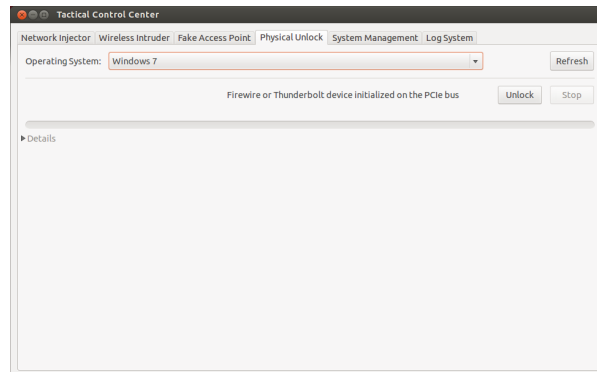 Tactical Control Center
Network Injector Wireless Intruder Fake Access Point Physical Unlock System Management Log System
Operating System: Windows 7 Refresh
Firewire or Thunderbolt device initialized on the PCIe bus Unlock Stop
Details